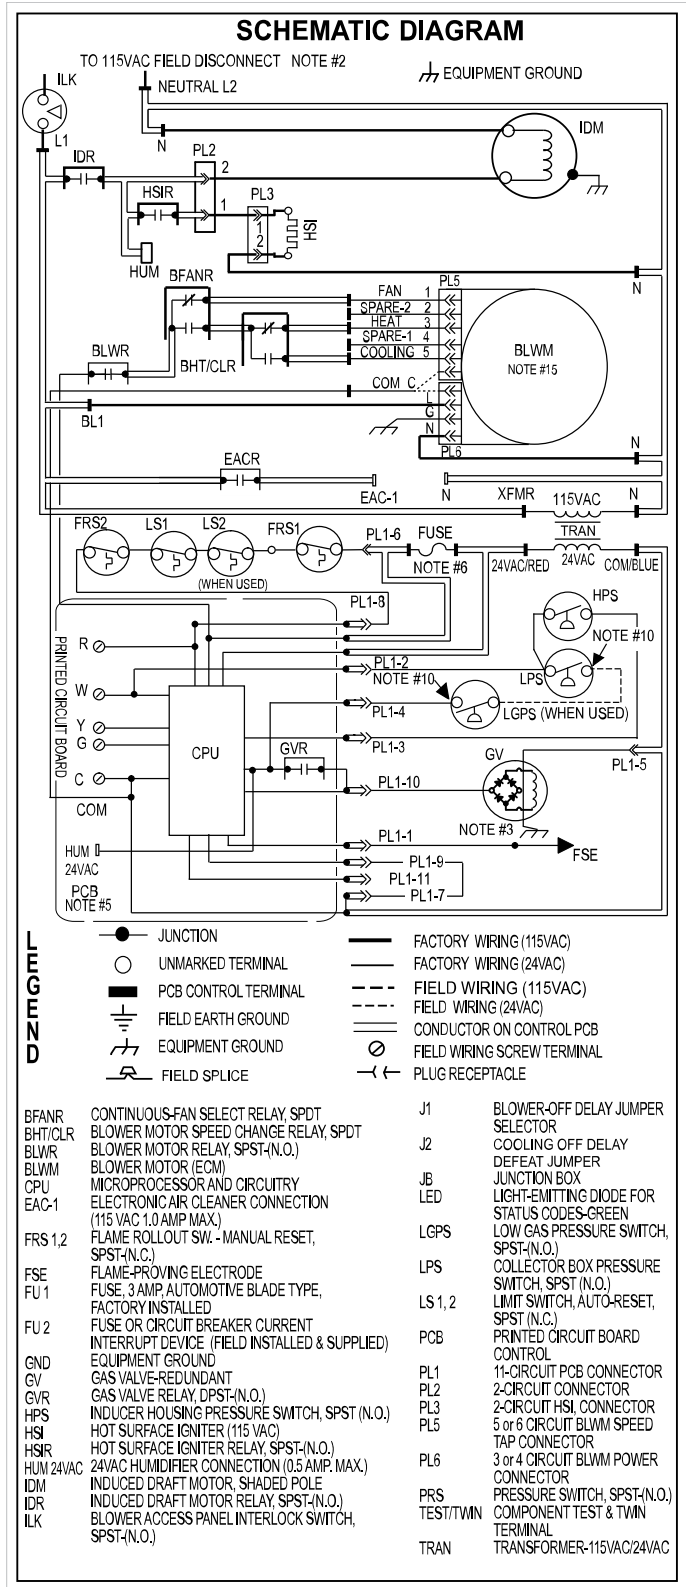 SCHEMATIC DIAGRAM
TO 115VAC FIELD DISCONNECT NOTE #2
ILK
NEUTRAL L2
EQUIPMENT GROUND
L1
N
IDM
IDR
PL2
2
HSIR
1
PL3
1
2
HSI
HUM
N
BFANR
PL5
FAN 1
SPARE-2 2
HEAT 3
SPARE-1 4
COOLING 5
BLWM
NOTE #15
BLWR
BHT/CLR
COM C
L
G
BL1
N
PL6
N
EACR
EAC-1
N
XFMR
115VAC
N
FRS2
LS1
LS2
FRS1
PL1-6
FUSE
TRAN
NOTE #6
24VAC/RED
24VAC
COM/BLUE
(WHEN USED)
PL1-8
HPS
NOTE #10
PRINTED CIRCUIT BOARD
R
W
Y
G
C
COM
CPU
PL1-2
NOTE #10
LPS
PL1-4
LGPS (WHEN USED)
PL1-3
GVR
GV
PL1-5
PL1-10
NOTE #3
HUM
24VAC
PL1-1
FSE
PL1-9
PL1-11
PL1-7
PCB
NOTE #5
LEGEND
JUNCTION
UNMARKED TERMINAL
PCB CONTROL TERMINAL
FIELD EARTH GROUND
EQUIPMENT GROUND
FIELD SPLICE
FACTORY WIRING (115VAC)
FACTORY WIRING (24VAC)
FIELD WIRING (115VAC)
FIELD WIRING (24VAC)
CONDUCTOR ON CONTROL PCB
FIELD WIRING SCREW TERMINAL
PLUG RECEPTACLE
BFANR CONTINUOUS-FAN SELECT RELAY, SPDT
BHT/CLR BLOWER MOTOR SPEED CHANGE RELAY, SPDT
BLWR BLOWER MOTOR RELAY, SPST-(N.O.)
BLWM BLOWER MOTOR (ECM)
CPU MICROPROCESSOR AND CIRCUITRY
EAC-1 ELECTRONIC AIR CLEANER CONNECTION
(115 VAC 1.0 AMP MAX.)
FRS 1,2 FLAME ROLLOUT SW. - MANUAL RESET,
SPST-(N.C.)
FSE FLAME-PROVING ELECTRODE
FU 1 FUSE, 3 AMP, AUTOMOTIVE BLADE TYPE,
FACTORY INSTALLED
FU 2 FUSE OR CIRCUIT BREAKER CURRENT
INTERRUPT DEVICE (FIELD INSTALLED & SUPPLIED)
GND EQUIPMENT GROUND
GV GAS VALVE-REDUNDANT
GVR GAS VALVE RELAY, DPST-(N.O.)
HPS INDUCER HOUSING PRESSURE SWITCH, SPST (N.O.)
HSI HOT SURFACE IGNITER (115 VAC)
HSIR HOT SURFACE IGNITER RELAY, SPST-(N.O.)
HUM 24VAC 24VAC HUMIDIFIER CONNECTION (0.5 AMP. MAX.)
IDM INDUCED DRAFT MOTOR, SHADED POLE
IDR INDUCED DRAFT MOTOR RELAY, SPST-(N.O.)
ILK BLOWER ACCESS PANEL INTERLOCK SWITCH,
SPST-(N.O.)
J1 BLOWER-OFF DELAY JUMPER
SELECTOR
J2 COOLING OFF DELAY
DEFEAT JUMPER
JB JUNCTION BOX
LED LIGHT-EMITTING DIODE FOR
STATUS CODES-GREEN
LGPS LOW GAS PRESSURE SWITCH,
SPST-(N.O.)
LPS COLLECTOR BOX PRESSURE
SWITCH, SPST (N.O.)
LS 1, 2 LIMIT SWITCH, AUTO-RESET,
SPST (N.C.)
PCB PRINTED CIRCUIT BOARD
CONTROL
PL1 11-CIRCUIT PCB CONNECTOR
PL2 2-CIRCUIT CONNECTOR
PL3 2-CIRCUIT HSI, CONNECTOR
PL5 5 or 6 CIRCUIT BLWM SPEED
TAP CONNECTOR
PL6 3 or 4 CIRCUIT BLWM POWER
CONNECTOR
PRS PRESSURE SWITCH, SPST-(N.O.)
TEST/TWIN COMPONENT TEST & TWIN
TERMINAL
TRAN TRANSFORMER-115VAC/24VAC